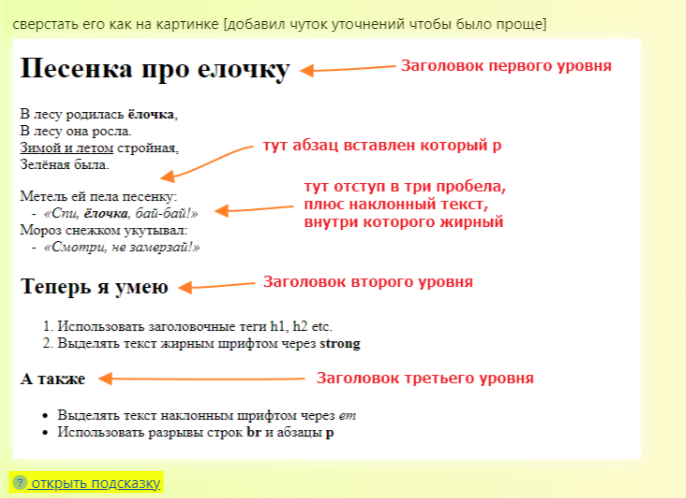 сверстать его как на картинке [добавил чуток уточнений чтобы было проще]
Песенка про елочку
Заголовок первого уровня
В лесу родилась ёлочка,
В лесу она росла.
Зимой и летом стройная,
тут абзац вставлен который p
Зелёная была.
Метель ей пела песенку:
- «Спи, ёлочка, бай-бай!»
Мороз снежком укутывал:
- «Смотри, не замерзай!»
тут отступ в три пробела,
плюс наклонный текст,
внутри которого жирный
Теперь я умею
Заголовок второго уровня
1. Использовать заголовочные теги h1, h2 etc.
2. Выделять текст жирным шрифтом через strong
А также
Заголовок третьего уровня
• Выделять текст наклонным шрифтом через em
• Использовать разрывы строк br и абзацы p
? открыть подсказку